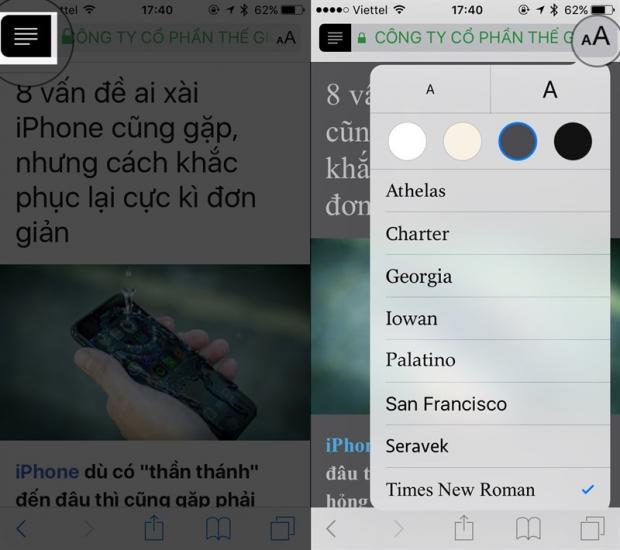 ttel 17:40 62%
CÔNG TY CỔ PHẦN THẾ GI AA
8 vấn đề ai xài
iPhone cũng gặp,
nhưng cách khắc
phục lại cực kì đơn
giản
iPhone dù có "thần thánh"
đến đâu thì cũng gặp phải
Viettel 17:40 62%
CÔNG TY CỔ PHẦN THẾ G AA
8 vấ
cũn
khắ
đơn
A A
Athelas
Charter
Georgia
Iowan
Palatino
San Francisco
Seravek
Times New Roman
iPhon
đâu t
hỏng